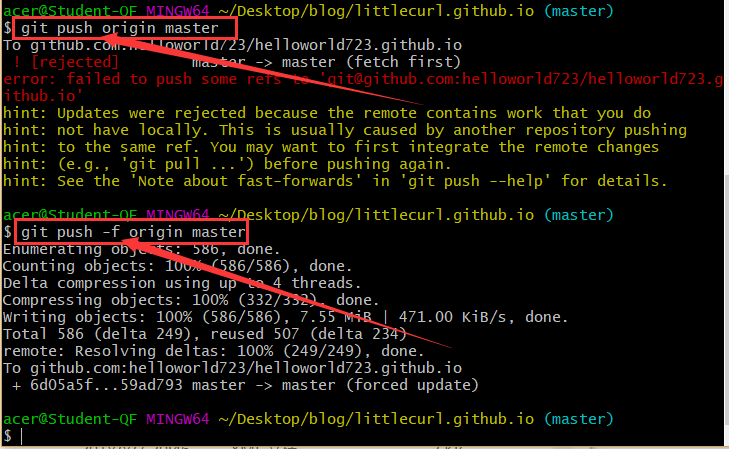 acer@Student-QF MINGW64 ~/Desktop/blog/littlecurl.github.io (master)
$ git push origin master
To github.com:helloworld723/helloworld723.github.io
 ! [rejected]        master -> master (fetch first)
error: failed to push some refs to 'git@github.com:helloworld723/helloworld723.g
ithub.io'
hint: Updates were rejected because the remote contains work that you do
hint: not have locally. This is usually caused by another repository pushing
hint: to the same ref. You may want to first integrate the remote changes
hint: (e.g., 'git pull ...') before pushing again.
hint: See the 'Note about fast-forwards' in 'git push --help' for details.
acer@Student-QF MINGW64 ~/Desktop/blog/littlecurl.github.io (master)
$ git push -f origin master
Enumerating objects: 586, done.
Counting objects: 100% (586/586), done.
Delta compression using up to 4 threads.
Compressing objects: 100% (332/332), done.
Writing objects: 100% (586/586), 7.55 MiB | 471.00 KiB/s, done.
Total 586 (delta 249), reused 507 (delta 234)
remote: Resolving deltas: 100% (249/249), done.
To github.com:helloworld723/helloworld723.github.io
 + 6d05a5f...59ad793 master -> master (forced update)
acer@Student-QF MINGW64 ~/Desktop/blog/littlecurl.github.io (master)
$